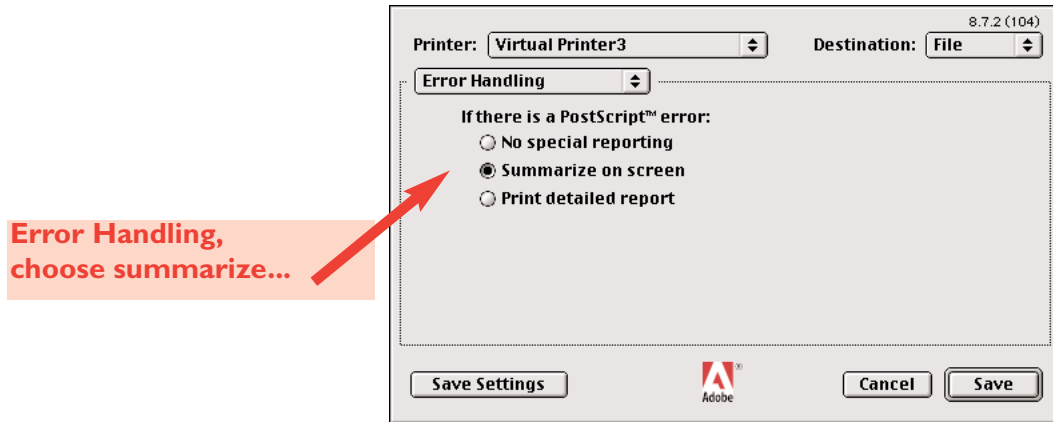 8.7.2 (104)
Printer: Virtual Printer3 Destination: File
Error Handling
If there is a PostScript™ error:
No special reporting
Summarize on screen
Print detailed report
Error Handling,
choose summarize...
Save Settings Adobe ® Cancel Save